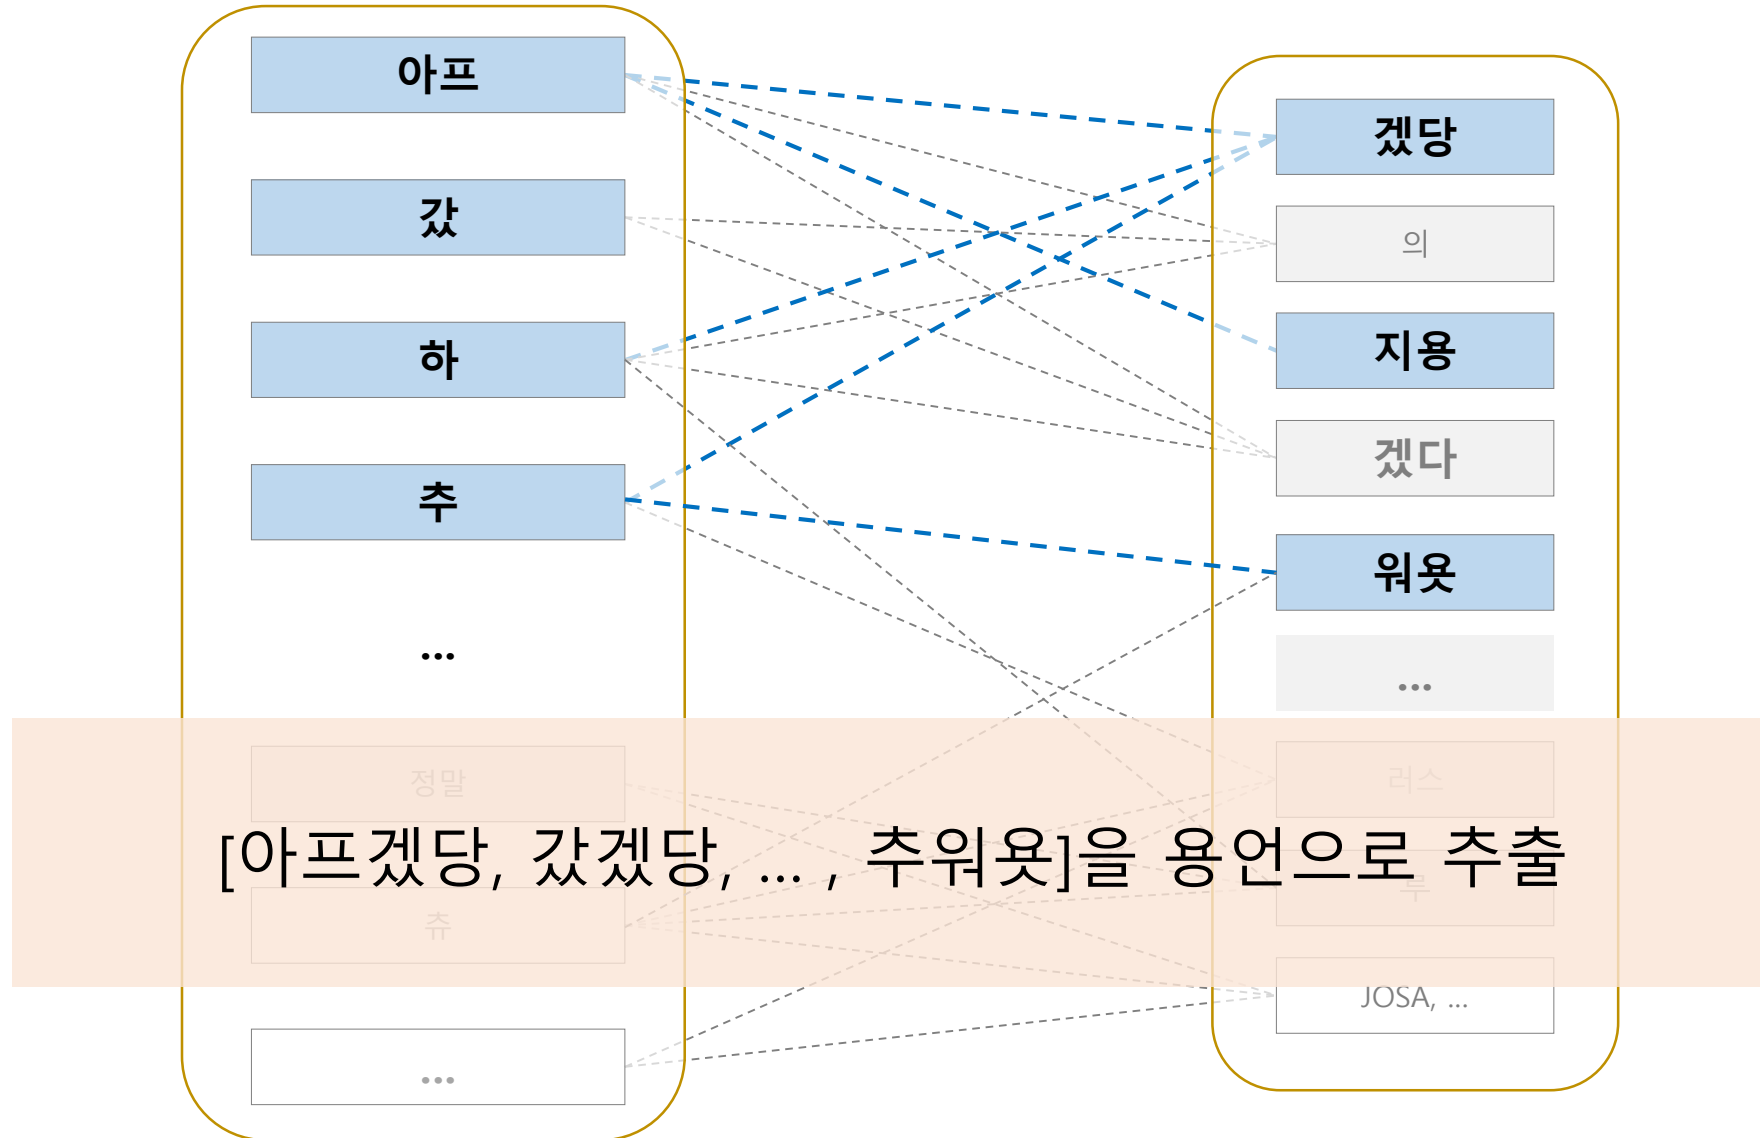 아프
갔
하
추
...
정말
츄
...
겠당
의
지용
겠다
워욧
...
러스
루
JOSA, ...
[아프겠당, 갔겠당, ... , 추워욧]을 용언으로 추출